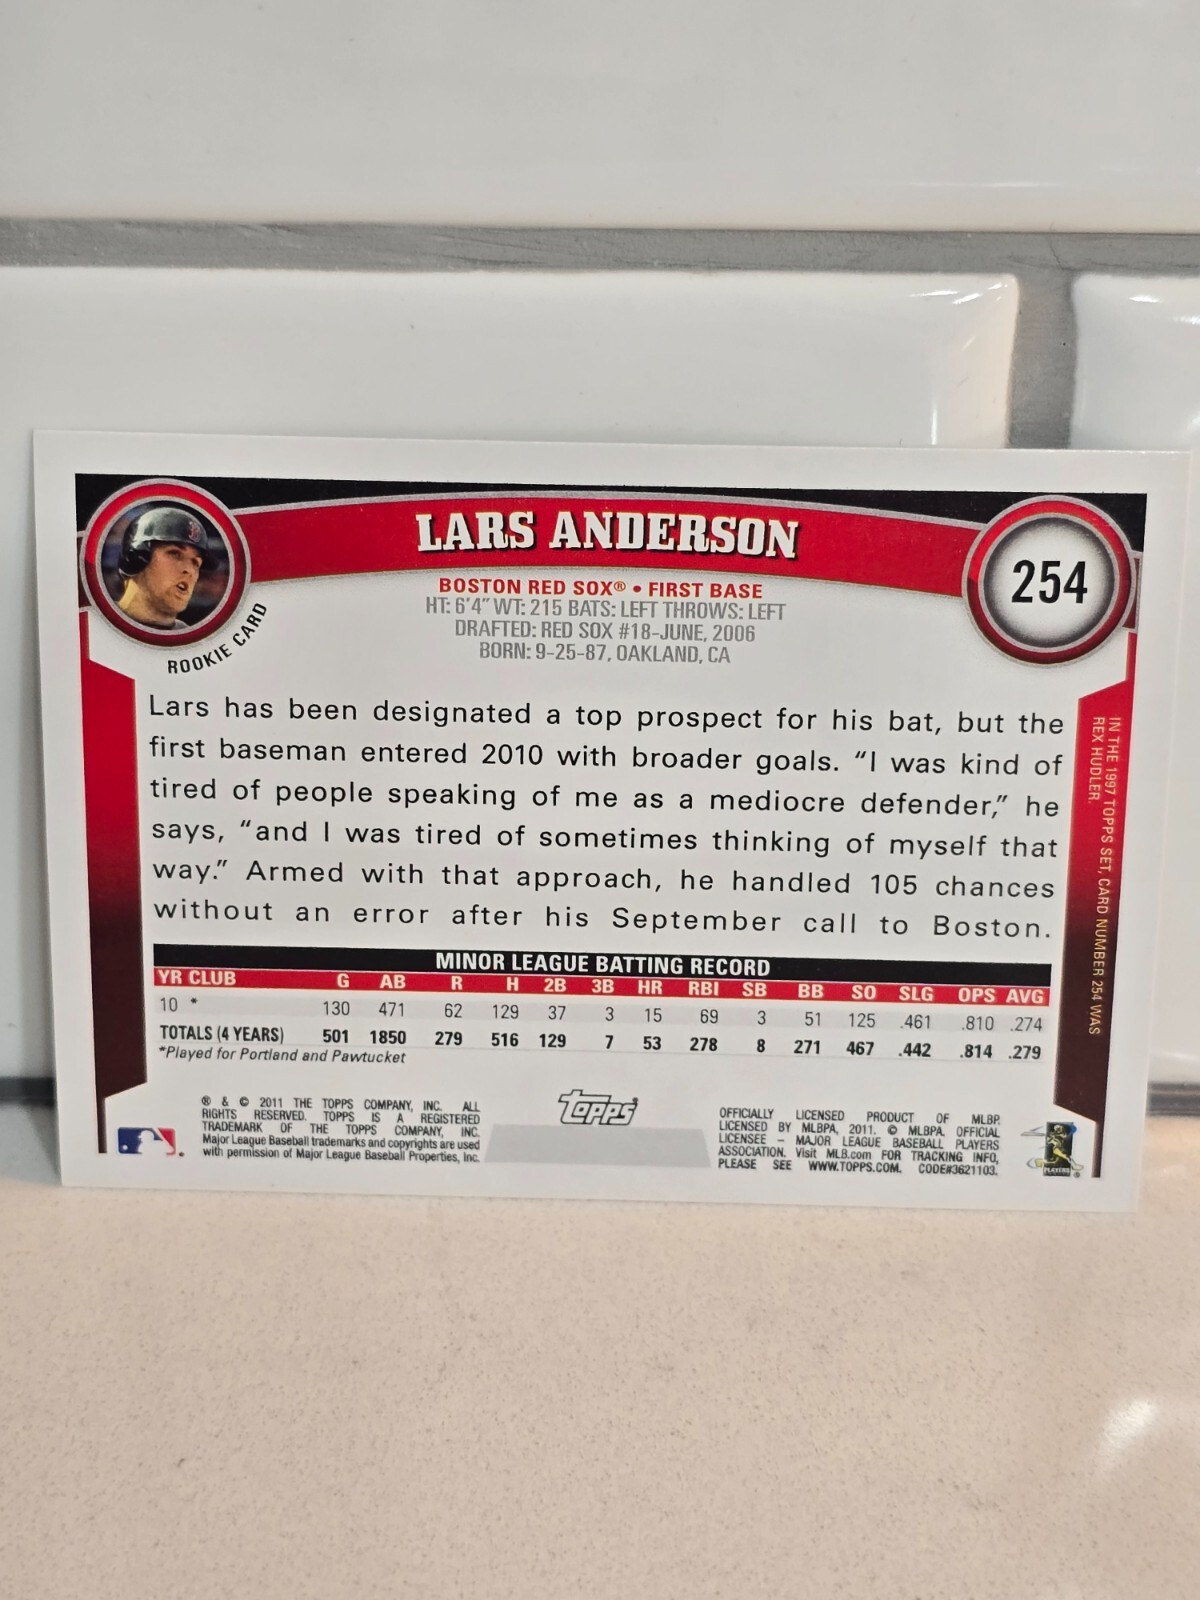 LARS ANDERSON
254
BOSTON RED SOX® • FIRST BASE
HT: 6'4" WT: 215 BATS: LEFT THROWS: LEFT
DRAFTED: RED SOX #18-JUNE, 2006
BORN: 9-25-87, OAKLAND, CA
ROOKIE CARD
Lars has been designated a top prospect for his bat, but the
first baseman entered 2010 with broader goals. “I was kind of
tired of people speaking of me as a mediocre defender,” he
says, “and I was tired of sometimes thinking of myself that
way.” Armed with that approach, he handled 105 chances
without an error after his September call to Boston.
IN THE 1997 TOPPS SET, CARD NUMBER 254 WAS
REX HUDLER.
MINOR LEAGUE BATTING RECORD
YR CLUB G AB R H 2B 3B HR RBI SB BB SO SLG OPS AVG
10 * 130 471 62 129 37 3 15 69 3 51 125 .461 .810 .274
TOTALS (4 YEARS) 501 1850 279 516 129 7 53 278 8 271 467 .442 .814 .279
*Played for Portland and Pawtucket
® & © 2011 THE TOPPS COMPANY, INC. ALL
RIGHTS RESERVED. TOPPS IS A REGISTERED
TRADEMARK OF THE TOPPS COMPANY, INC.
Major League Baseball trademarks and copyrights are used
with permission of Major League Baseball Properties, Inc.
Topps®
OFFICIALLY LICENSED PRODUCT OF MLBP.
LICENSED BY MLBPA, 2011. © MLBPA. OFFICIAL
LICENSEE – MAJOR LEAGUE BASEBALL PLAYERS
ASSOCIATION. Visit MLB.com FOR TRACKING INFO,
PLEASE SEE WWW.TOPPS.COM. CODE#3621103.
PLAYERS